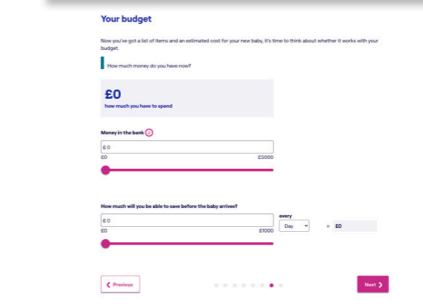 Your budget
Now you've got a list of items and an estimated cost for your new baby, it's time to think about whether it works with your
budget.
How much money do you have now?
£0
how much you have to spend
Money in the bank
£ 0
£0 £5000
How much will you be able to save before the baby arrives?
every
£ 0 Day = £0
£0 £1000
Previous Next